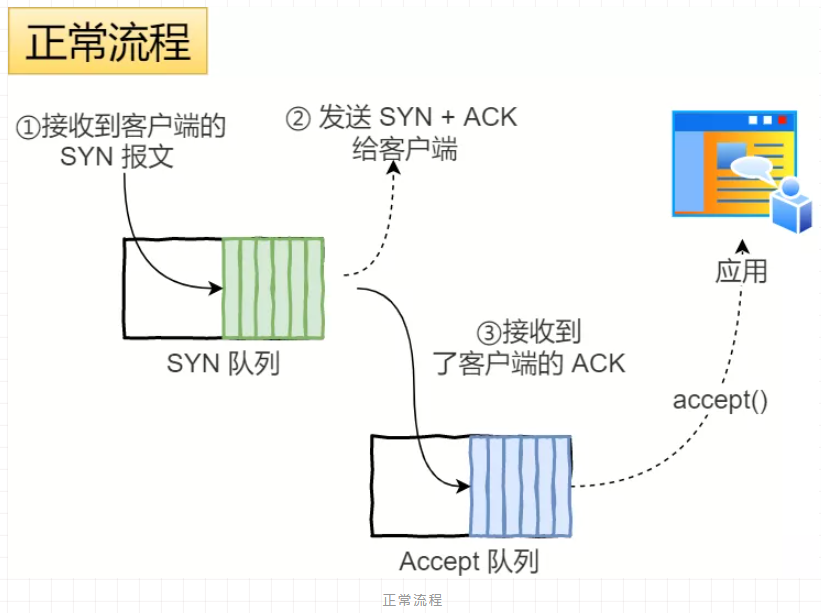 正常流程
①接收到客户端的
SYN 报文
② 发送 SYN + ACK
给客户端
应用
SYN 队列
③接收到
了客户端的 ACK
accept()
Accept 队列
正常流程